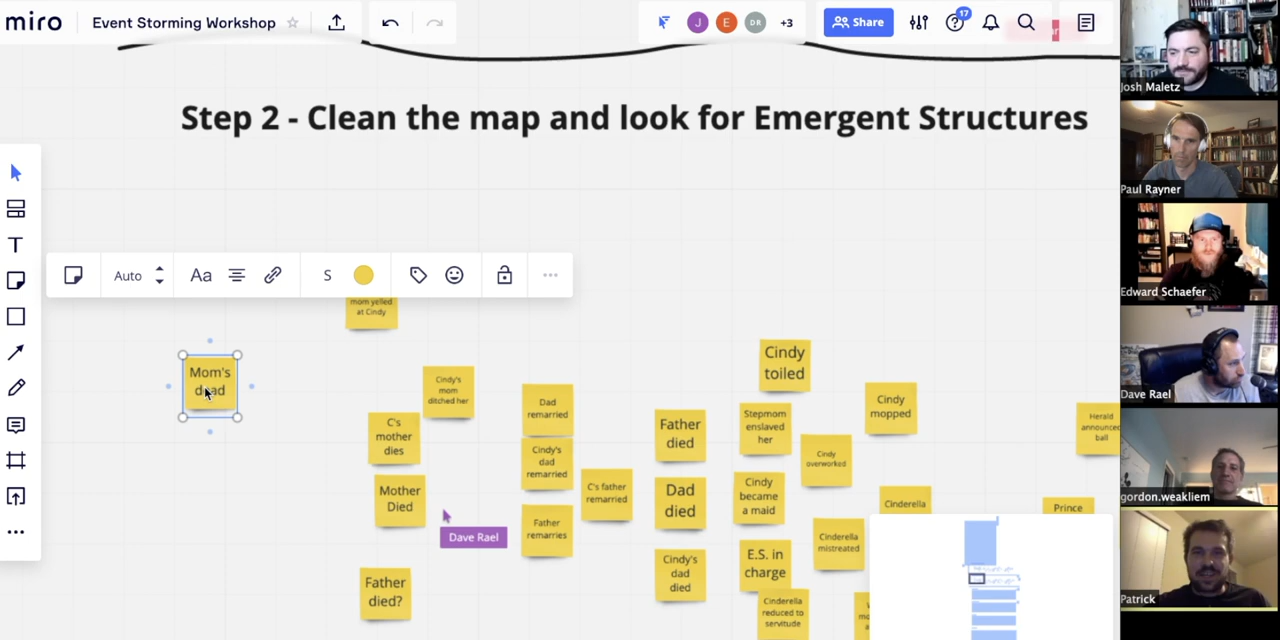 miro
Event Storming Workshop
J
E
DR
+3
Share
17
Step 2 - Clean the map and look for Emergent Structures
T
Auto
Aa
S
mom yelled
at Cindy
Mom's
dead
Cindy's
mom
ditched her
C's
mother
dies
Mother
Died
Dave Rael
Father
died?
Dad
remarried
Cindy's
dad
remarried
C's father
remarried
Father
remarries
Father
died
Dad
died
Cindy's
dad
died
Cindy
toiled
Stepmom
enslaved
her
Cindy
overworked
Cindy
mopped
Cindy
became
a maid
Cinderella
Cinderella
mistreated
E.S. in
charge
Cinderella
reduced to
servitude
Herald
announced
ball
Prince
Josh Maletz
Paul Rayner
Edward Schaefer
Dave Rael
gordon.weakliem
Patrick